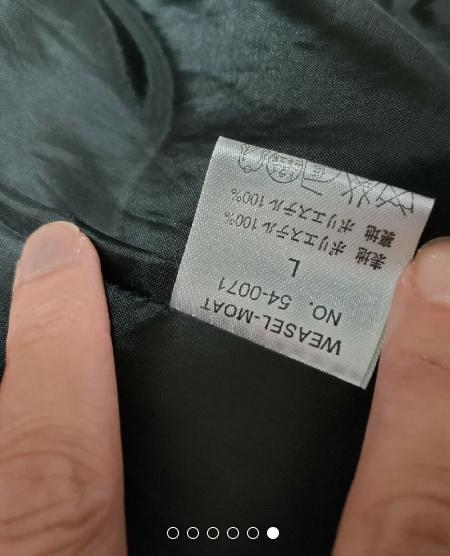 WEASEL-MOAT
NO. 54-0071
L
表地 ポリエステル100%
裏地 ポリエステル100%